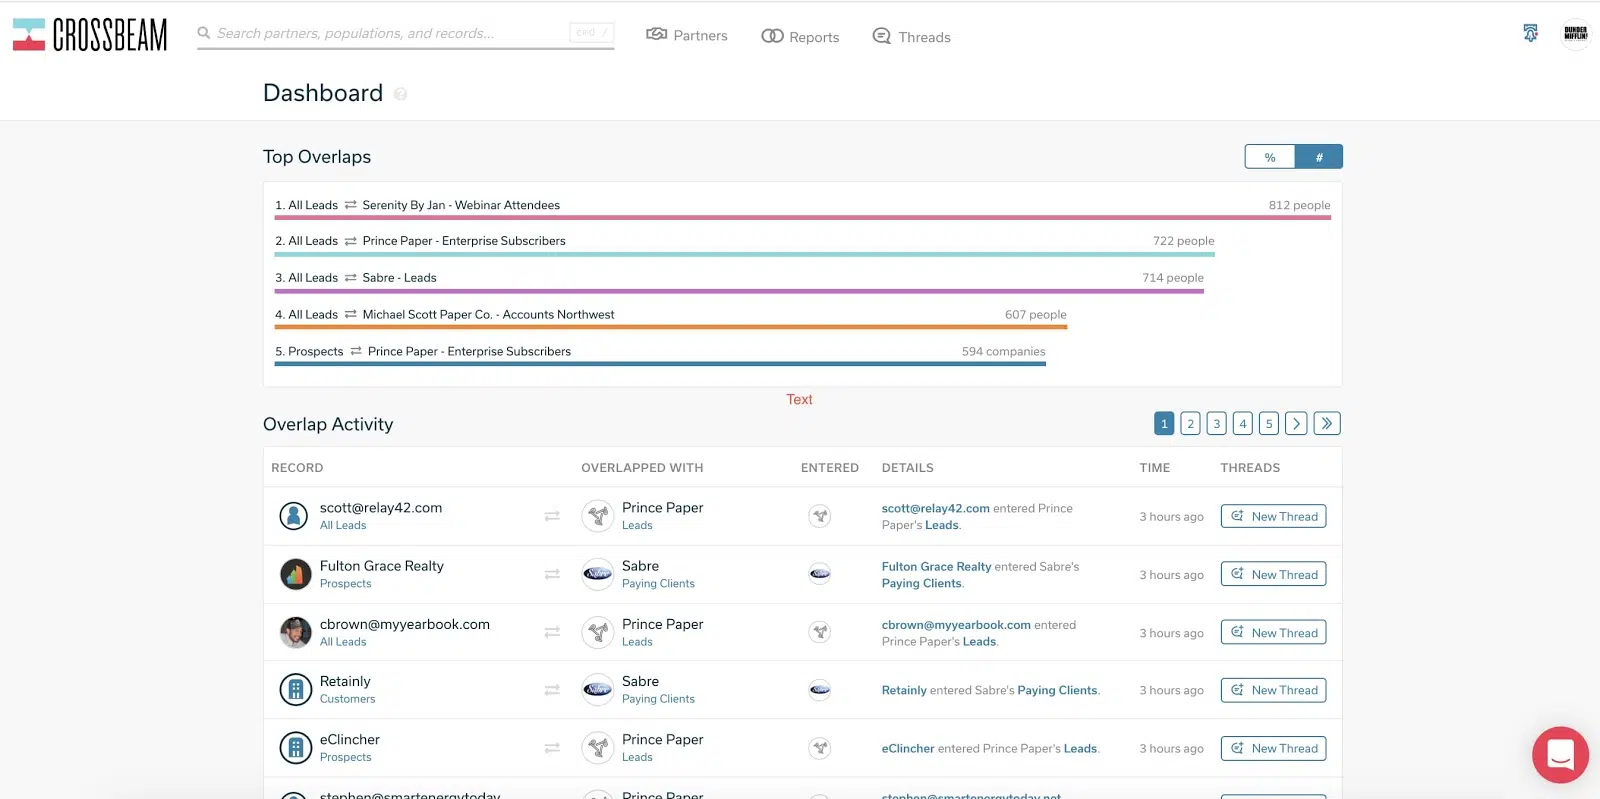 CROSSBEAM
Search partners, populations, and records...
cmd /
Partners
Reports
Threads
DUNDER
MIFFLIN
Dashboard
?
Top Overlaps
% #
1. All Leads ⇄ Serenity By Jan - Webinar Attendees 812 people
2. All Leads ⇄ Prince Paper - Enterprise Subscribers 722 people
3. All Leads ⇄ Sabre - Leads 714 people
4. All Leads ⇄ Michael Scott Paper Co. - Accounts Northwest 607 people
5. Prospects ⇄ Prince Paper - Enterprise Subscribers 594 companies
Text
Overlap Activity
1 2 3 4 5
RECORD OVERLAPPED WITH ENTERED DETAILS TIME THREADS
scott@relay42.com
All Leads
Prince Paper
Leads
scott@relay42.com entered Prince
Paper's Leads.
3 hours ago
New Thread
Fulton Grace Realty
Prospects
Sabre
Sabre
Paying Clients
Sabre
Fulton Grace Realty entered Sabre's
Paying Clients.
3 hours ago
New Thread
cbrown@myyearbook.com
All Leads
Prince Paper
Leads
cbrown@myyearbook.com entered
Prince Paper's Leads.
3 hours ago
New Thread
Retainly
Customers
Sabre
Sabre
Paying Clients
Sabre
Retainly entered Sabre's Paying Clients.
3 hours ago
New Thread
eClincher
Prospects
Prince Paper
Leads
eClincher entered Prince Paper's Leads.
3 hours ago
New Thread
stephen@smartenergytoday
Prince Paper
stephen@smartenergytoday.net